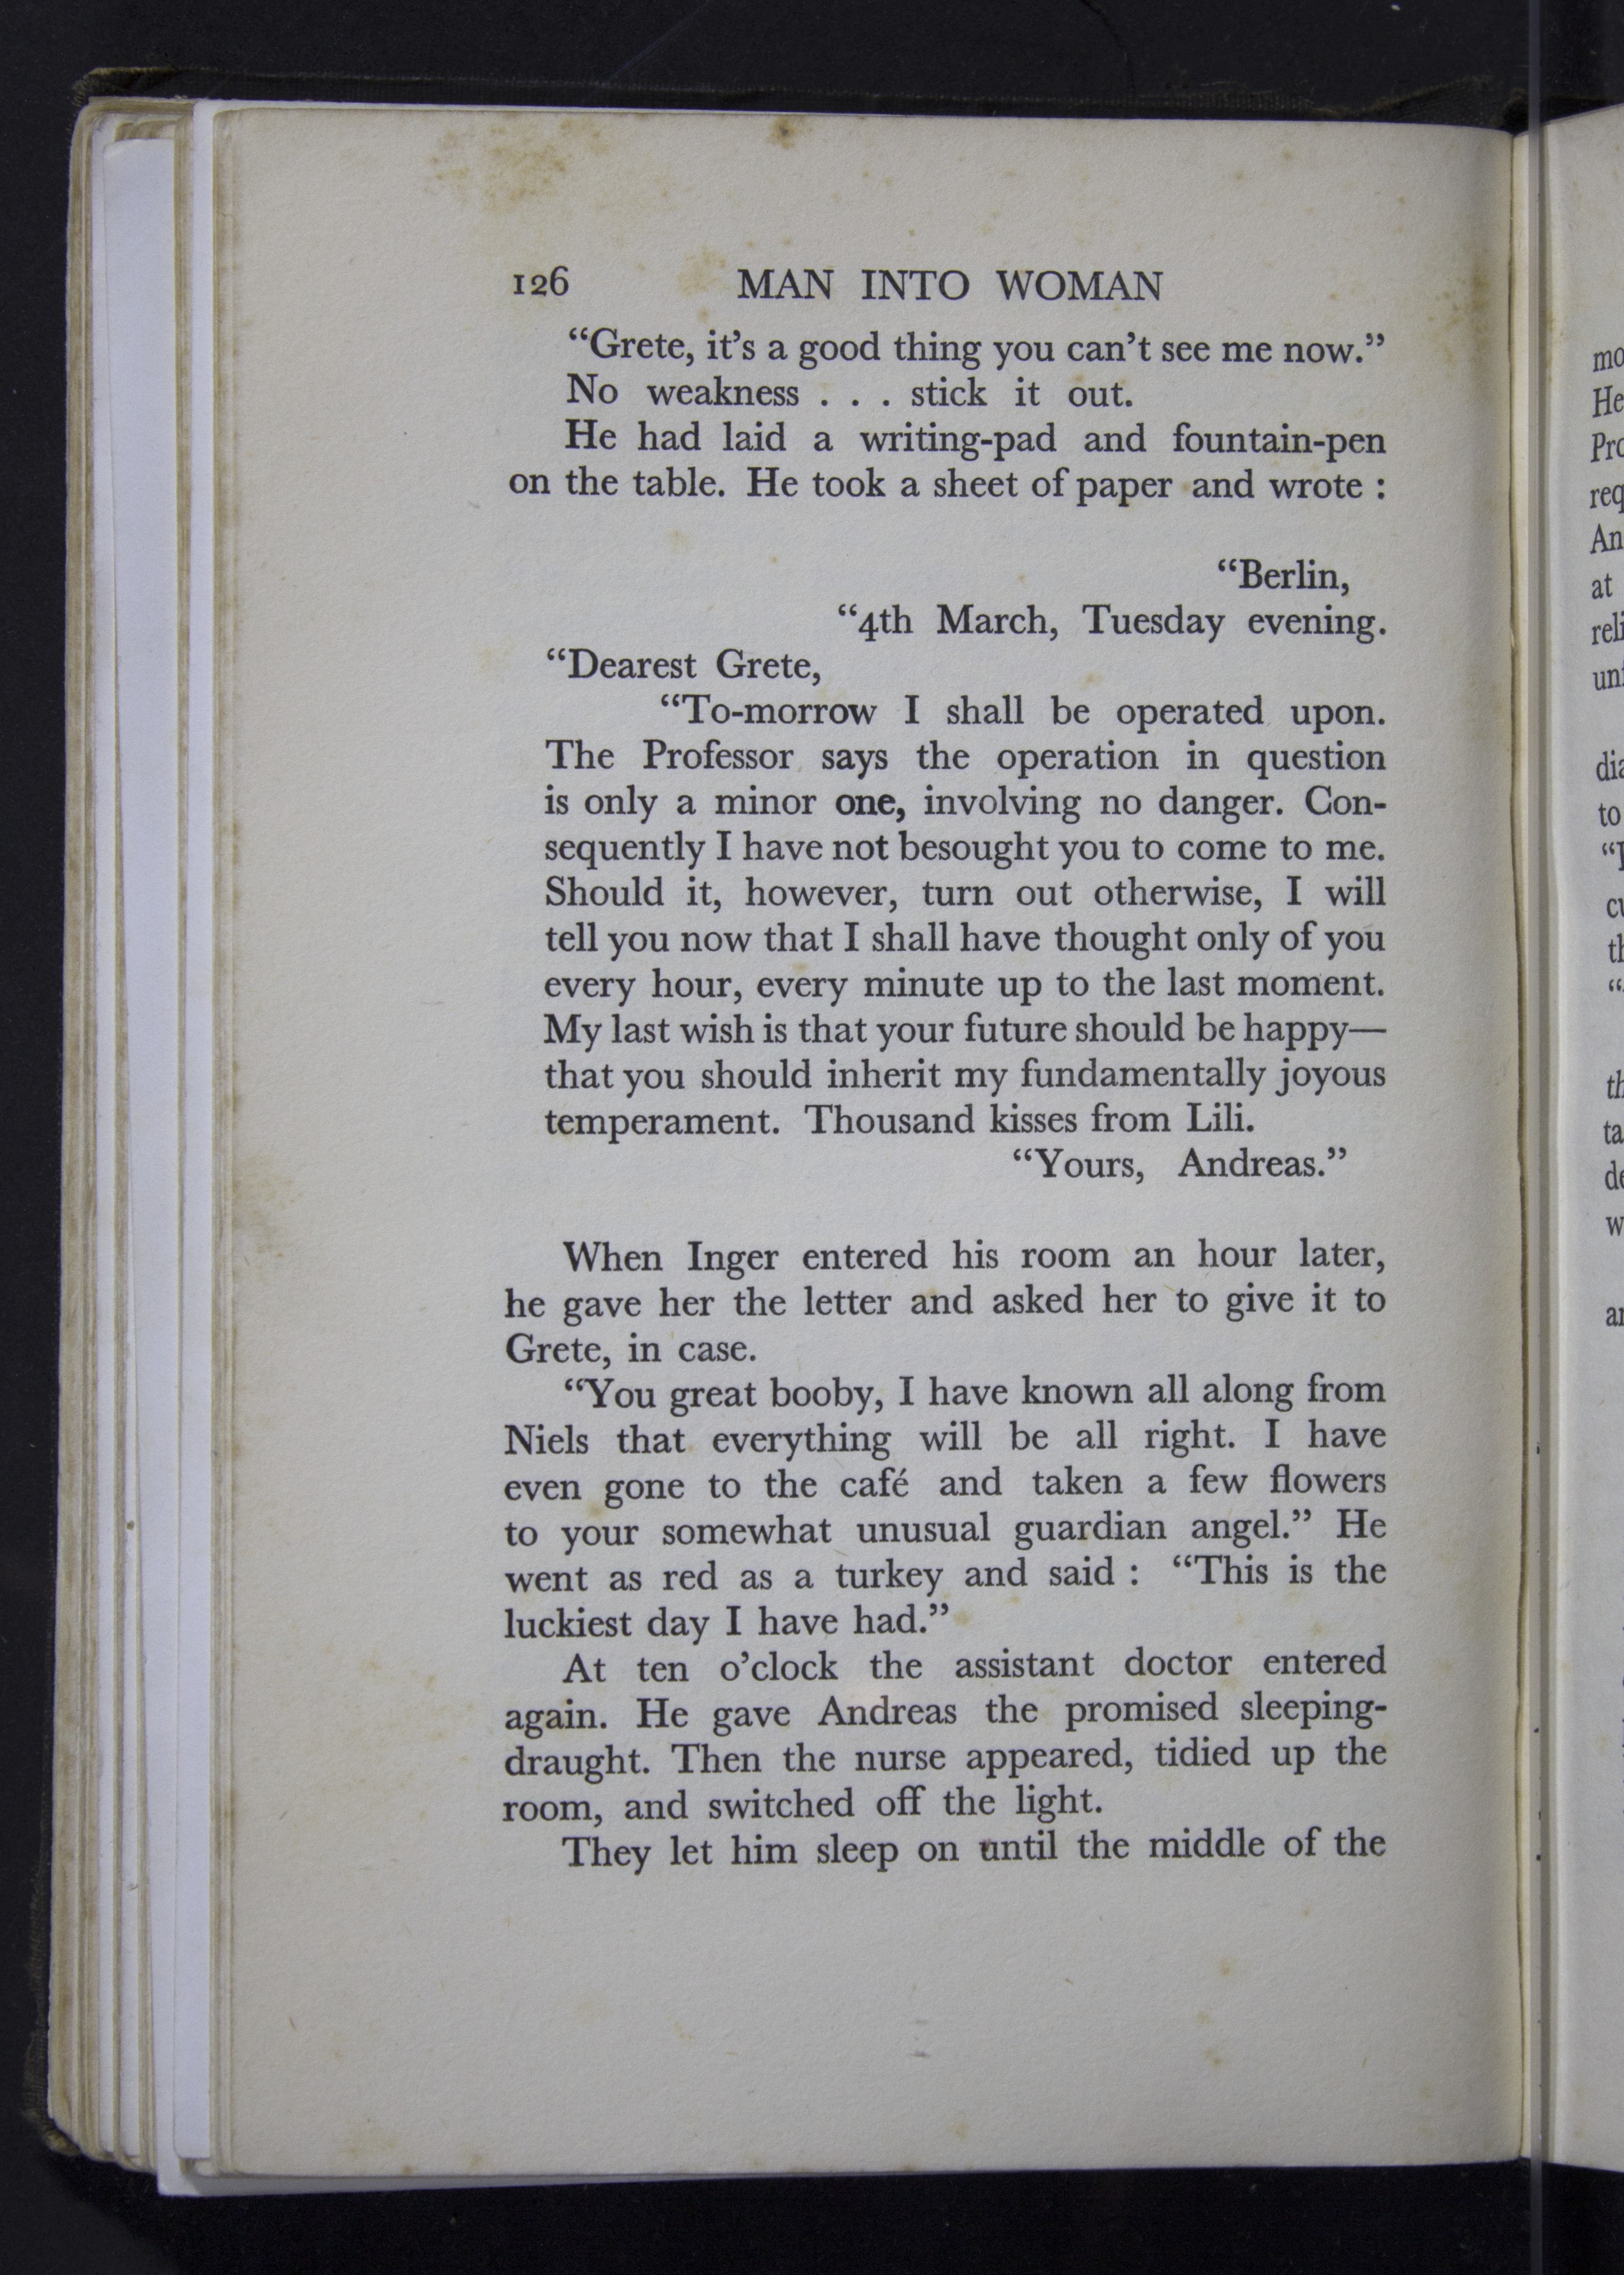 126 MAN INTO WOMAN
“Grete, it’s a good thing you can’t see me now.”
No weakness . . . stick it out.
He had laid a writing-pad and fountain-pen
on the table. He took a sheet of paper and wrote :
“Berlin,
“4th March, Tuesday evening.
“Dearest Grete,
“To-morrow I shall be operated upon.
The Professor says the operation in question
is only a minor one, involving no danger. Con-
sequently I have not besought you to come to me.
Should it, however, turn out otherwise, I will
tell you now that I shall have thought only of you
every hour, every minute up to the last moment.
My last wish is that your future should be happy—
that you should inherit my fundamentally joyous
temperament. Thousand kisses from Lili.
“Yours, Andreas.”
When Inger entered his room an hour later,
he gave her the letter and asked her to give it to
Grete, in case.
“You great booby, I have known all along from
Niels that everything will be all right. I have
even gone to the café and taken a few flowers
to your somewhat unusual guardian angel.” He
went as red as a turkey and said : “This is the
luckiest day I have had.”
At ten o’clock the assistant doctor entered
again. He gave Andreas the promised sleeping-
draught. Then the nurse appeared, tidied up the
room, and switched off the light.
They let him sleep on until the middle of the
He
at
to